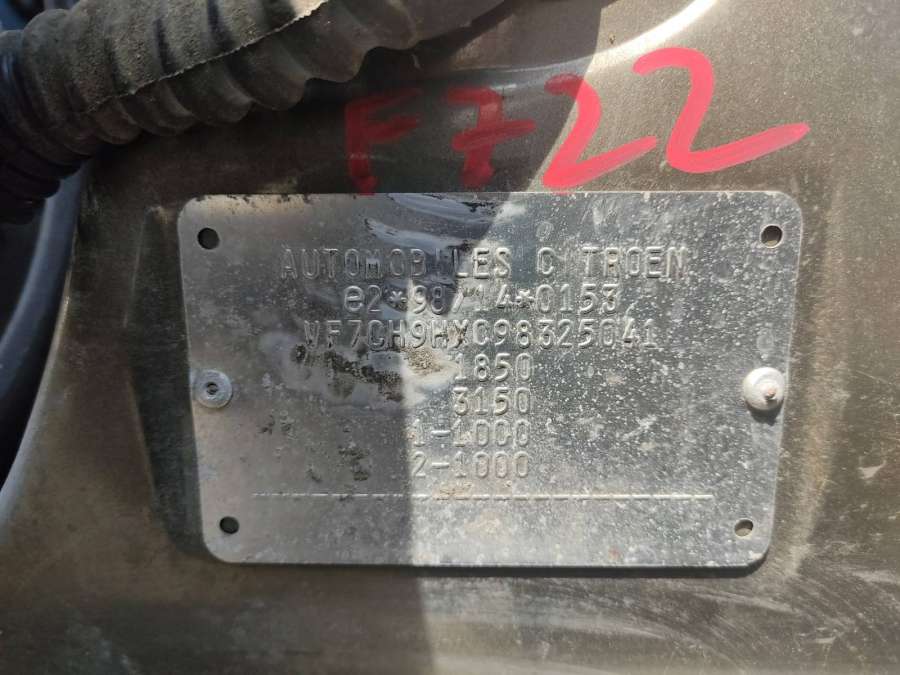 F722
AUTOMOBILES CITROEN
e2*98/14*0153
VF7CH9HXC98325041
1850
3150
1-1000
2-1000